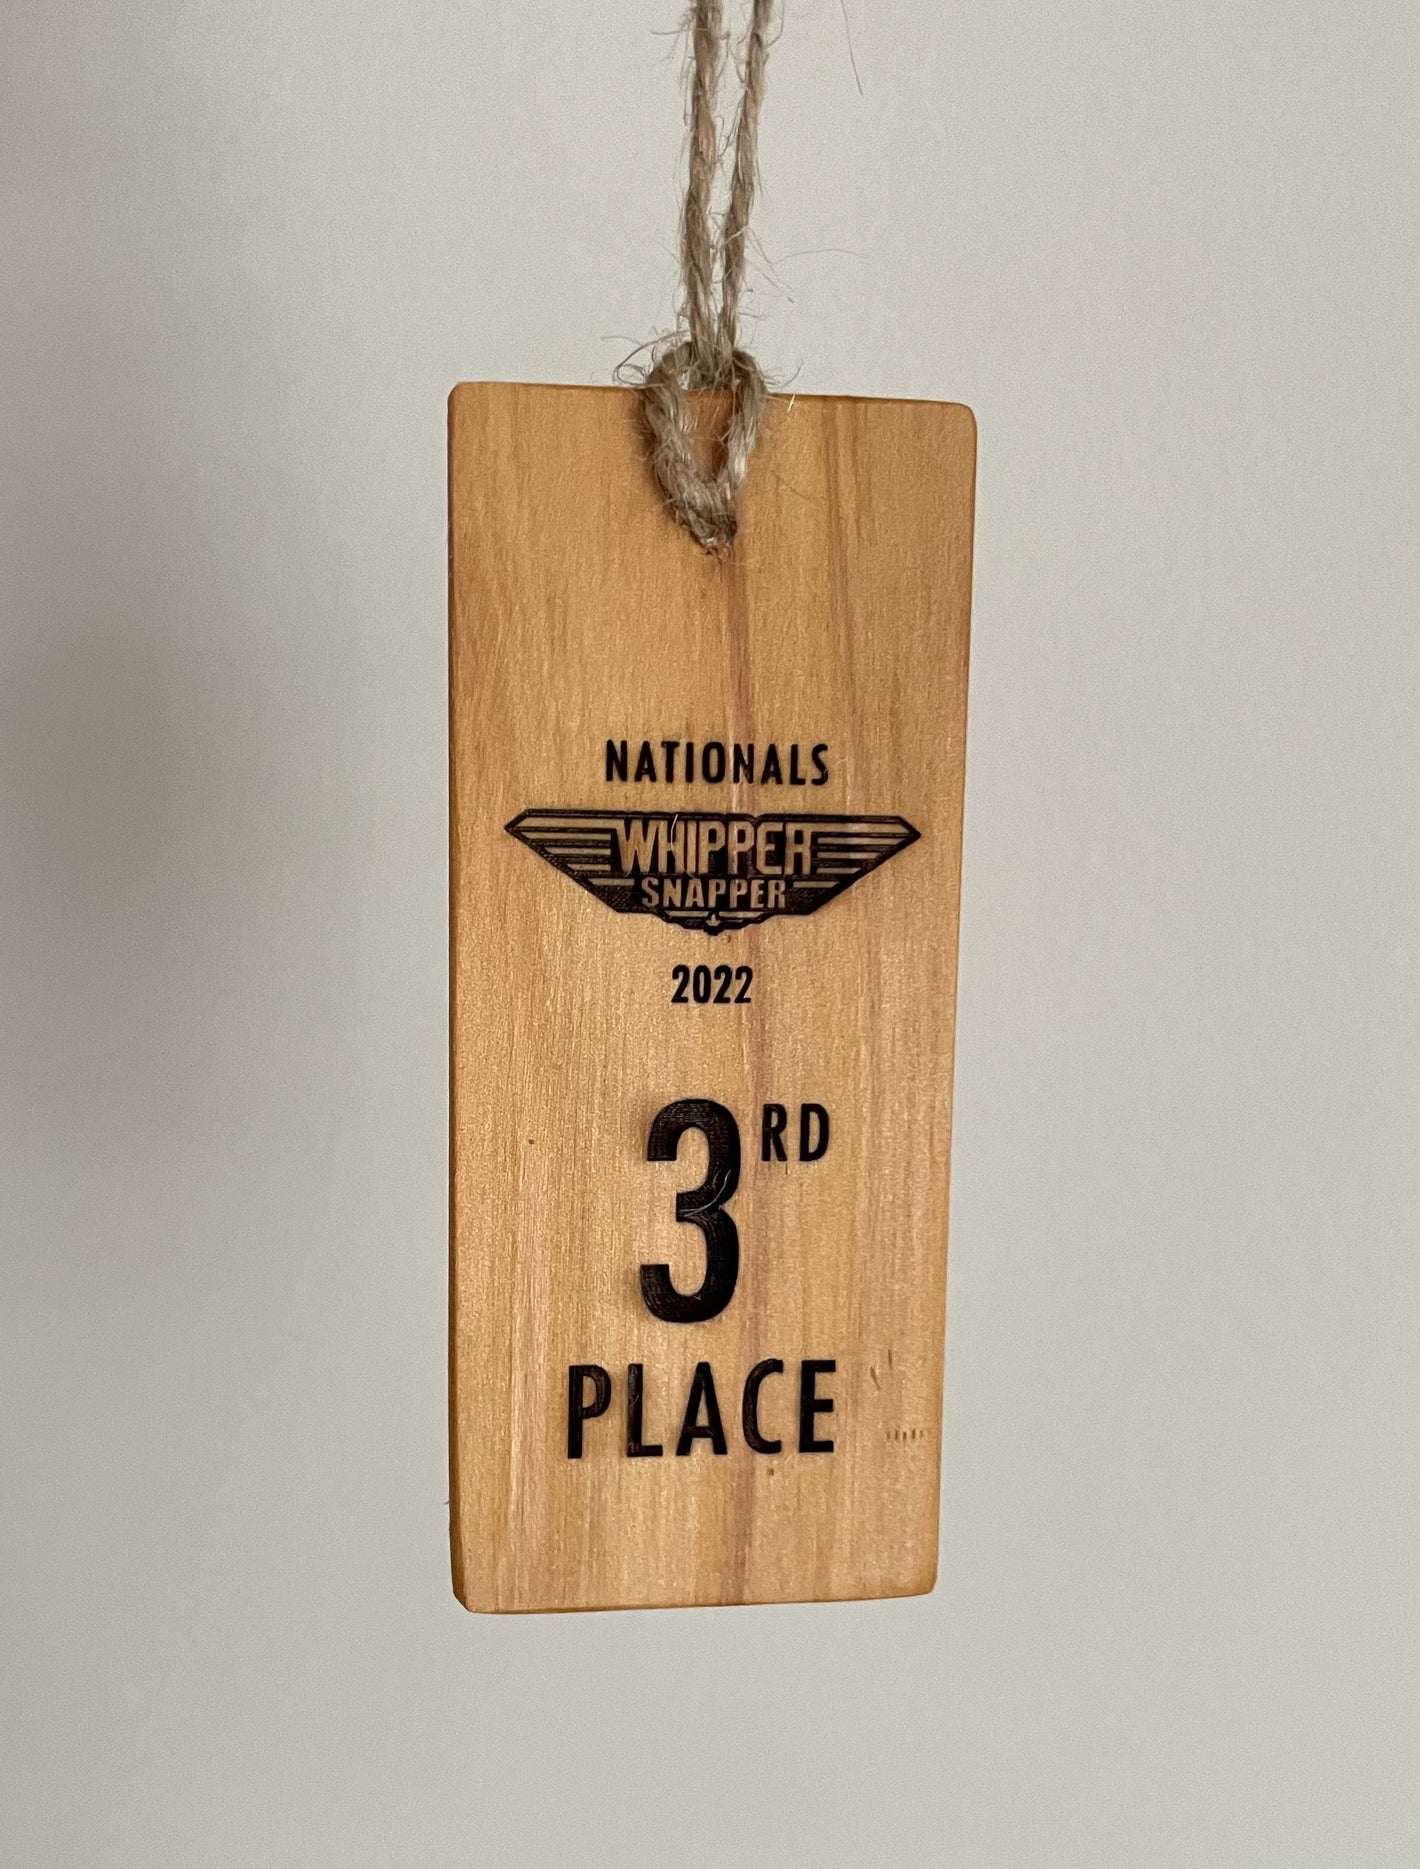 NATIONALS
WHIPPER
SNAPPER
2022
3RD
PLACE